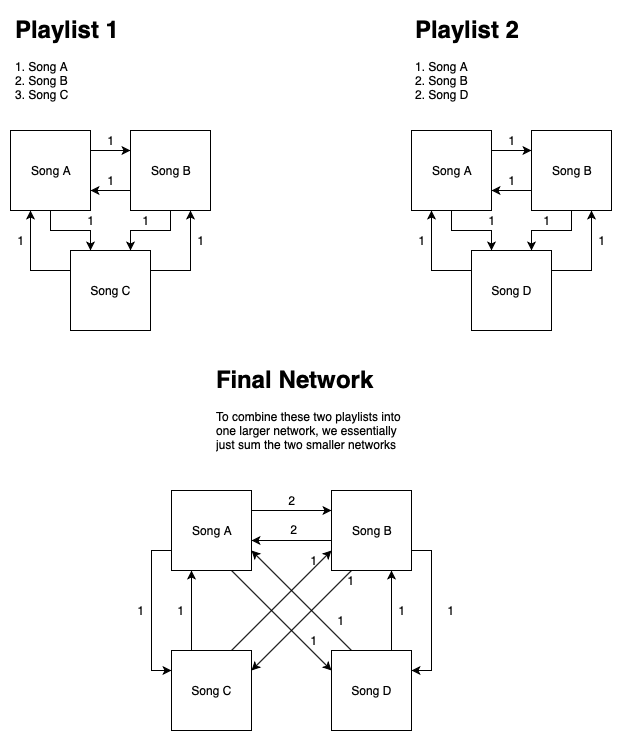 Playlist 1
1. Song A
2. Song B
3. Song C
1
Song A
Song B
1
1
1
1
1
Song C
Playlist 2
1. Song A
2. Song B
2. Song D
1
Song A
Song B
1
1
1
1
1
Song D
Final Network
To combine these two playlists into
one larger network, we essentially
just sum the two smaller networks
2
Song A
Song B
2
1
1
1
1
1
1
1
1
Song C
Song D